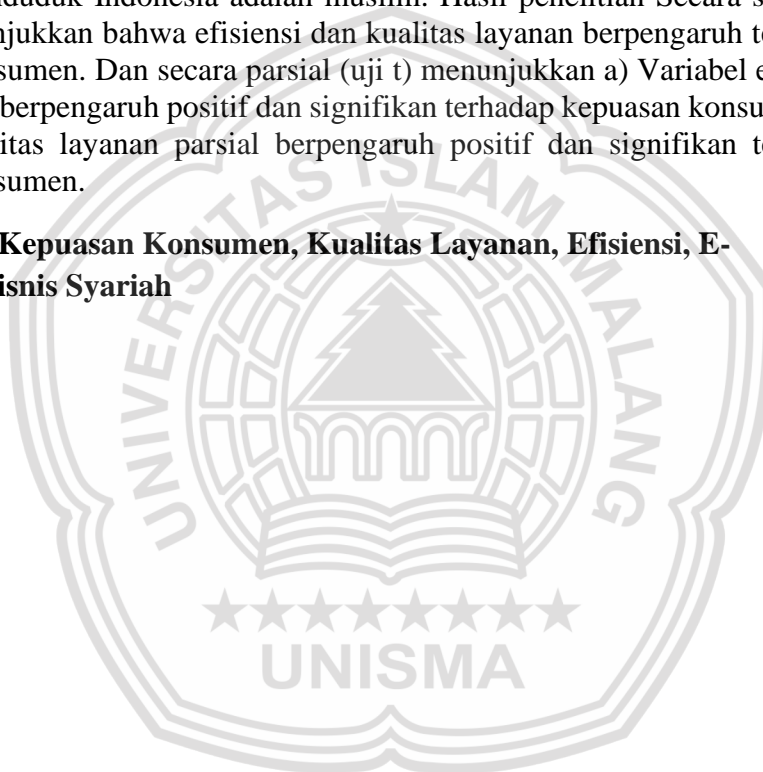 nduduk Indonesia adalah muslim. Hasil penelitian Secara s
njukkan bahwa efisiensi dan kualitas layanan berpengaruh te
sumen. Dan secara parsial (uji t) menunjukkan a) Variabel e
berpengaruh positif dan signifikan terhadap kepuasan konsu
itas layanan parsial berpengaruh positif dan signifikan te
sumen.
Kepuasan Konsumen, Kualitas Layanan, Efisiensi, E-
isnis Syariah
UNIVERSITAS ISLAM MALANG
UNISMA